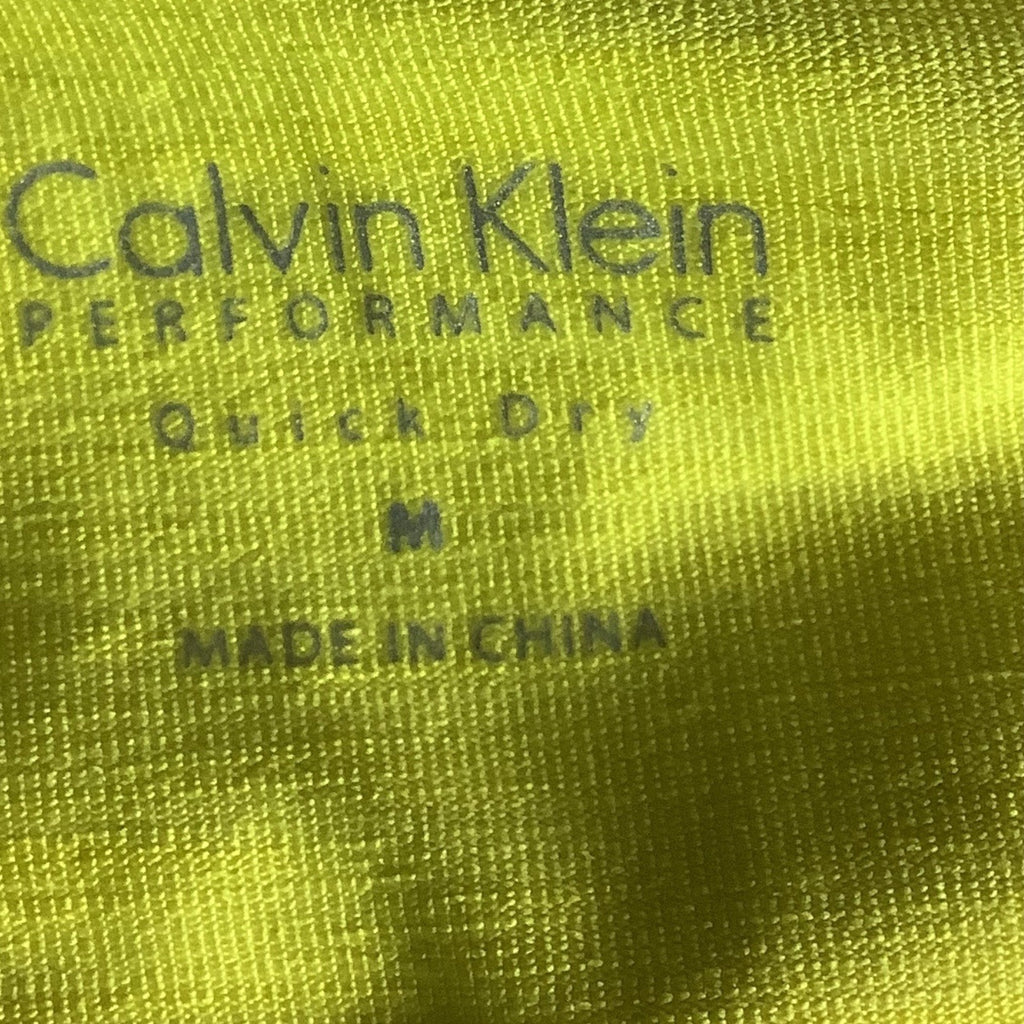 Calvin Klein
PERFORMANCE
Quick Dry
M
MADE IN CHINA